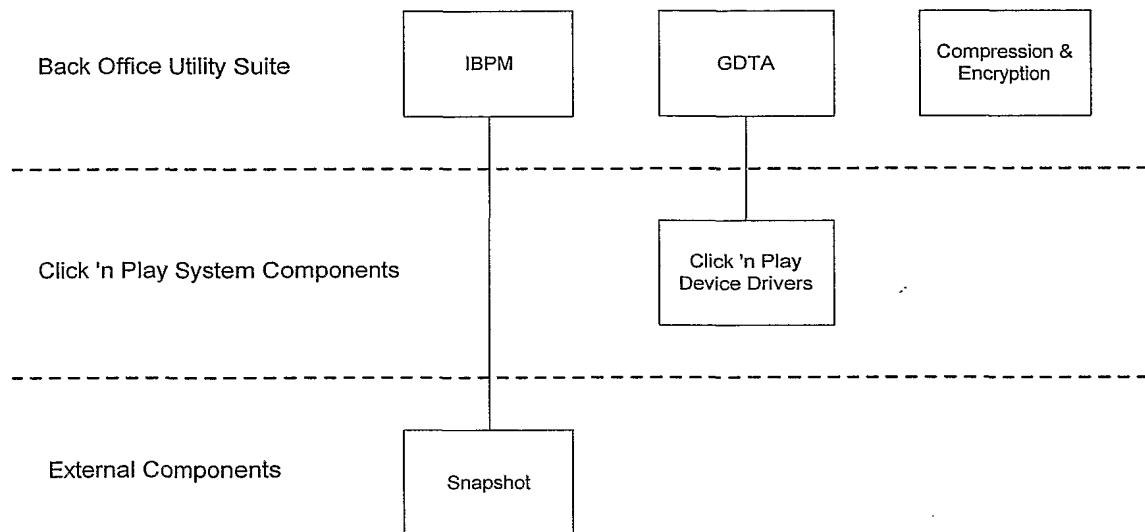 Back Office Utility Suite
IBPM
GDTA
Compression &
Encryption
Click 'n Play System Components
Click 'n Play
Device Drivers
External Components
Snapshot